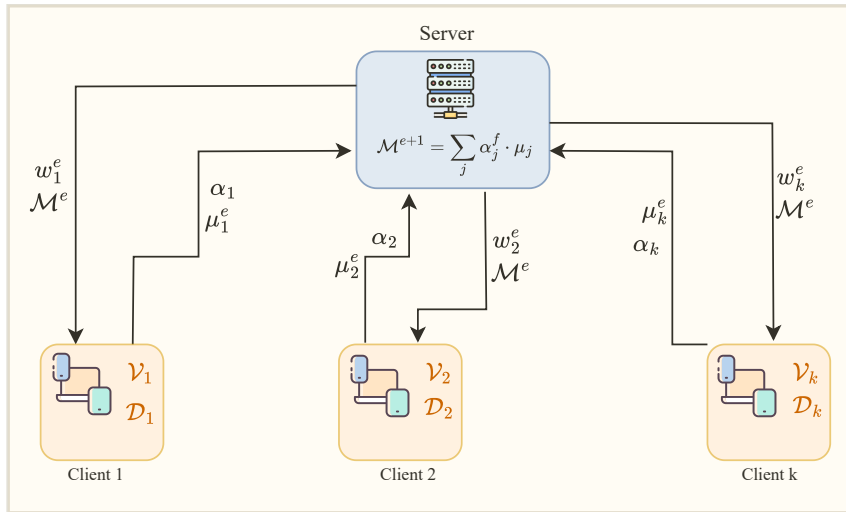 Server
$\mathcal{M}^{e+1} = \sum_j \alpha_j^f \cdot \mu_j$
$w_1^e$
$\mathcal{M}^e$
$\alpha_1$
$\mu_1^e$
$\alpha_2$
$\mu_2^e$
$w_2^e$
$\mathcal{M}^e$
$\mu_k^e$
$\alpha_k$
$w_k^e$
$\mathcal{M}^e$
$\mathcal{V}_1$
$\mathcal{D}_1$
Client 1
$\mathcal{V}_2$
$\mathcal{D}_2$
Client 2
$\mathcal{V}_k$
$\mathcal{D}_k$
Client k